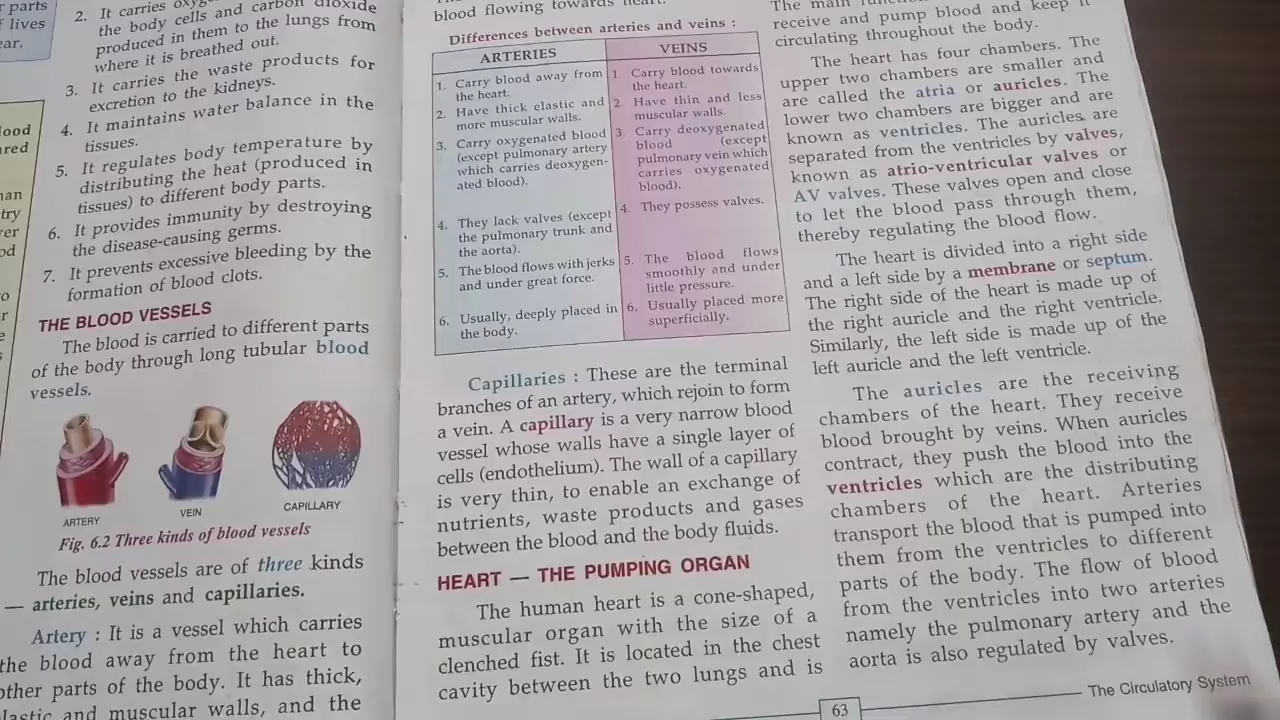 r parts
f lives
ear.
lood
ered
nan
try
ver
od
to
r
e
s
2. It carries oxyg
the body cells and carbon dioxide
produced in them to the lungs from
where it is breathed out.
3. It carries the waste products for
excretion to the kidneys.
4. It maintains water balance in the
tissues.
5. It regulates body temperature by
distributing the heat (produced in
tissues) to different body parts.
6. It provides immunity by destroying
the disease-causing germs.
7. It prevents excessive bleeding by the
formation of blood clots.
THE BLOOD VESSELS
The blood is carried to different parts
of the body through long tubular blood
vessels.
ARTERY VEIN CAPILLARY
Fig. 6.2 Three kinds of blood vessels
The blood vessels are of three kinds
— arteries, veins and capillaries.
Artery : It is a vessel which carries
the blood away from the heart to
other parts of the body. It has thick,
elastic and muscular walls, and the
blood flowing towards heart.
Differences between arteries and veins :
ARTERIES
1. Carry blood away from
the heart.
2. Have thick elastic and
more muscular walls.
3. Carry oxygenated blood
(except pulmonary artery
which carries deoxygen-
ated blood).
4. They lack valves (except
the pulmonary trunk and
the aorta).
5. The blood flows with jerks
and under great force.
6. Usually, deeply placed in
the body.
VEINS
1. Carry blood towards
the heart.
2. Have thin and less
muscular walls.
3. Carry deoxygenated
blood (except
pulmonary vein which
carries oxygenated
blood).
4. They possess valves.
5. The blood flows
smoothly and under
little pressure.
6. Usually placed more
superficially.
Capillaries : These are the terminal
branches of an artery, which rejoin to form
a vein. A capillary is a very narrow blood
vessel whose walls have a single layer of
cells (endothelium). The wall of a capillary
is very thin, to enable an exchange of
nutrients, waste products and gases
between the blood and the body fluids.
HEART — THE PUMPING ORGAN
The human heart is a cone-shaped,
muscular organ with the size of a
clenched fist. It is located in the chest
cavity between the two lungs and is
The main
receive and pump blood and keep it
circulating throughout the body.
The heart has four chambers. The
upper two chambers are smaller and
are called the atria or auricles. The
lower two chambers are bigger and are
known as ventricles. The auricles are
separated from the ventricles by valves,
known as atrio-ventricular valves or
AV valves. These valves open and close
to let the blood pass through them,
thereby regulating the blood flow.
The heart is divided into a right side
and a left side by a membrane or septum.
The right side of the heart is made up of
the right auricle and the right ventricle.
Similarly, the left side is made up of the
left auricle and the left ventricle.
The auricles are the receiving
chambers of the heart. They receive
blood brought by veins. When auricles
contract, they push the blood into the
ventricles which are the distributing
chambers of the heart. Arteries
transport the blood that is pumped into
them from the ventricles to different
parts of the body. The flow of blood
from the ventricles into two arteries
namely the pulmonary artery and the
aorta is also regulated by valves.
63
The Circulatory System